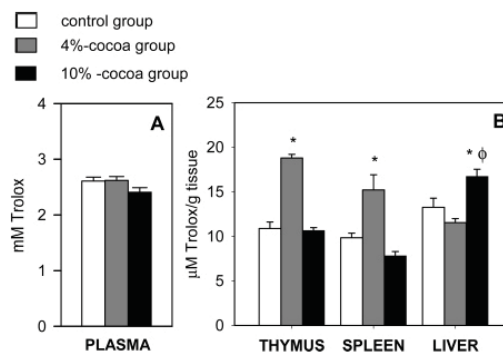 control group
4%-cocoa group
10% -cocoa group
A
mM Trolox
4
3
2
1
0
PLASMA
B
µM Trolox/g tissue
25
20
15
10
5
0
*
*
* ϕ
THYMUS SPLEEN LIVER